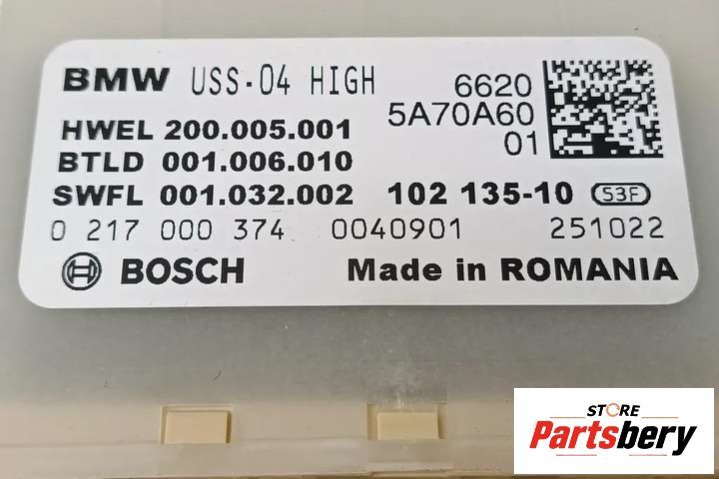 BMW USS-04 HIGH 6620
5A70A60
HWEL 200.005.001 01
BTLD 001.006.010
SWFL 001.032.002 102 135-10 S3F
0 217 000 374 0040901 251022
BOSCH Made in ROMANIA
STORE
Partsbery